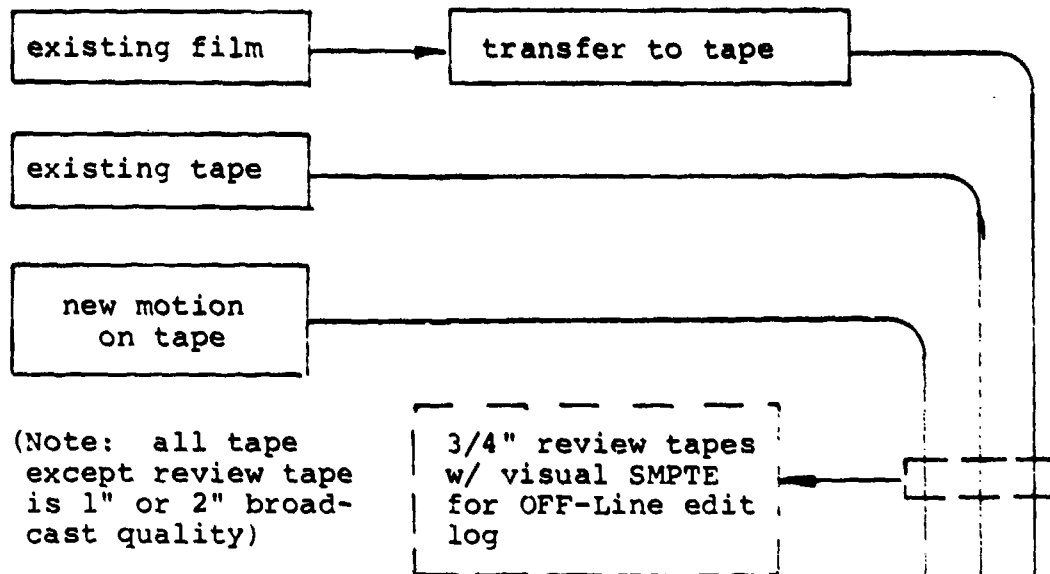 existing film
transfer to tape
existing tape
new motion
on tape
(Note: all tape
except review tape
is 1" or 2" broad-
cast quality)
3/4" review tapes
w/ visual SMPTE
for OFF-Line edit
log